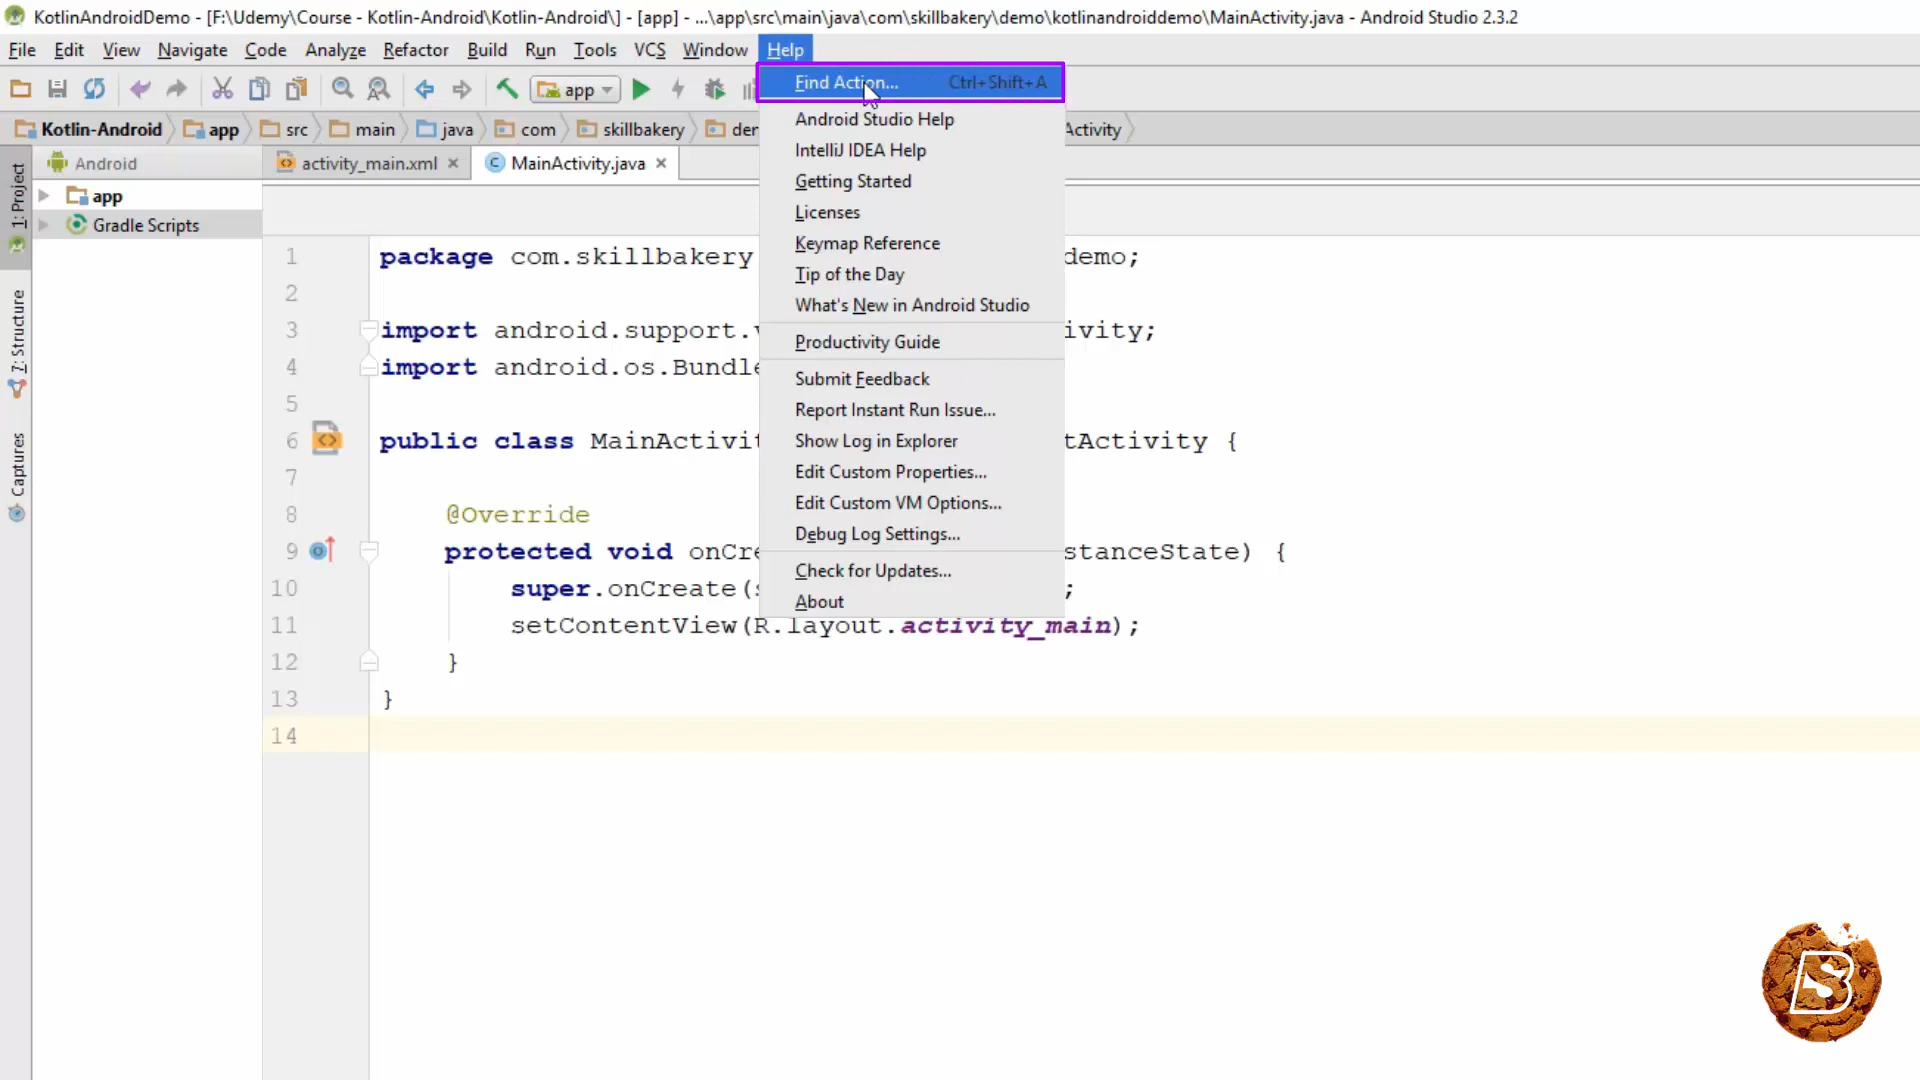 KotlinAndroidDemo - [F:\Udemy\Course - Kotlin-Android\Kotlin-Android\] - [app] - ...\app\src\main\java\com\skillbakery\demo\kotlinandroiddemo\MainActivity.java - Android Studio 2.3.2
File Edit View Navigate Code Analyze Refactor Build Run Tools VCS Window Help
app
Find Action... Ctrl+Shift+A
Android Studio Help
IntelliJ IDEA Help
Getting Started
Licenses
Keymap Reference
Tip of the Day
What's New in Android Studio
Productivity Guide
Submit Feedback
Report Instant Run Issue...
Show Log in Explorer
Edit Custom Properties...
Edit Custom VM Options...
Debug Log Settings...
Check for Updates...
About
Kotlin-Android app src main java com skillbakery der Activity
Android
activity_main.xml
MainActivity.java
1: Project
7: Structure
Captures
app
Gradle Scripts
1 package com.skillbakery demo;
2
3 import android.support. ivity;
4 import android.os.Bundle
5
6 public class MainActivit tActivity {
7
8 @Override
9 protected void onCre stanceState) {
10 super.onCreate(s ;
11 setContentView(R.layout.activity_main);
12 }
13 }
14
B